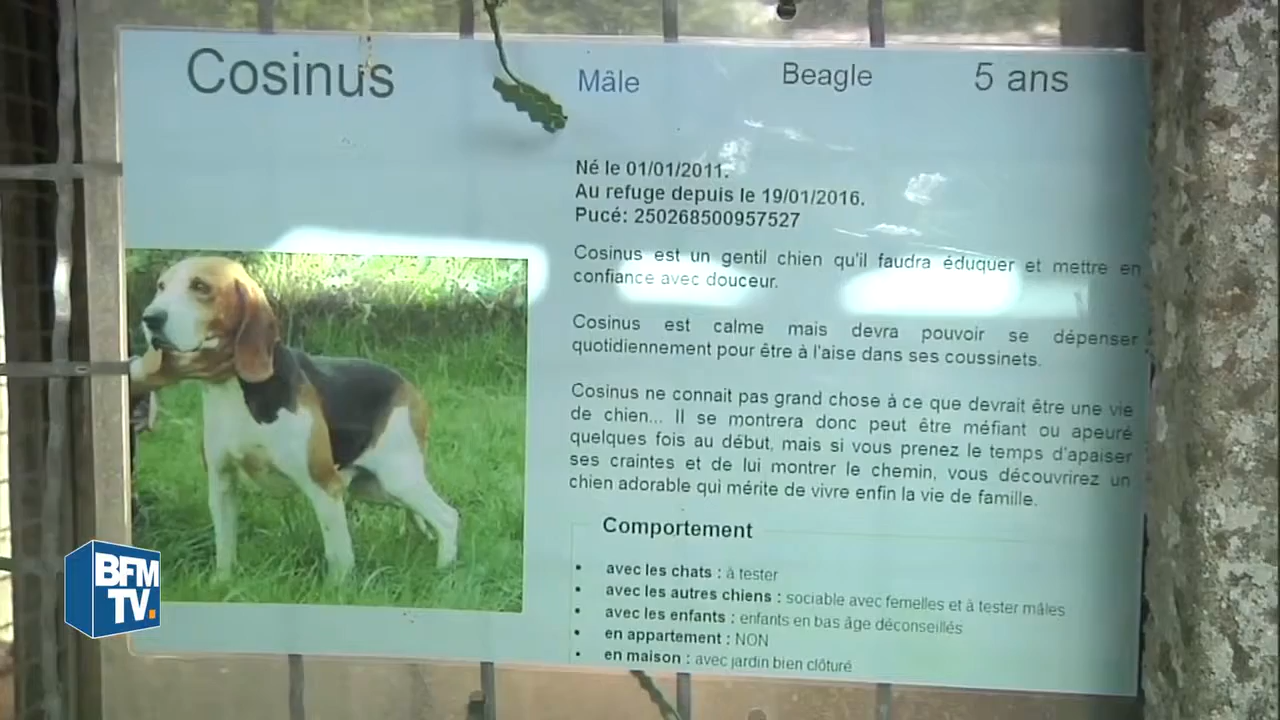 Cosinus Mâle Beagle 5 ans
Né le 01/01/2011.
Au refuge depuis le 19/01/2016.
Pucé: 250268500957527
Cosinus est un gentil chien qu'il faudra éduquer et mettre en
confiance avec douceur.
Cosinus est calme mais devra pouvoir se dépenser
quotidiennement pour être à l'aise dans ses coussinets.
Cosinus ne connait pas grand chose à ce que devrait être une vie
de chien... Il se montrera donc peut être méfiant ou apeuré
quelques fois au début, mais si vous prenez le temps d'apaiser
ses craintes et de lui montrer le chemin, vous découvrirez un
chien adorable qui mérite de vivre enfin la vie de famille.
Comportement
• avec les chats : à tester
• avec les autres chiens : sociable avec femelles et à tester mâles
• avec les enfants : enfants en bas âge déconseillés
• en appartement : NON
• en maison : avec jardin bien clôturé
BFM
TV.